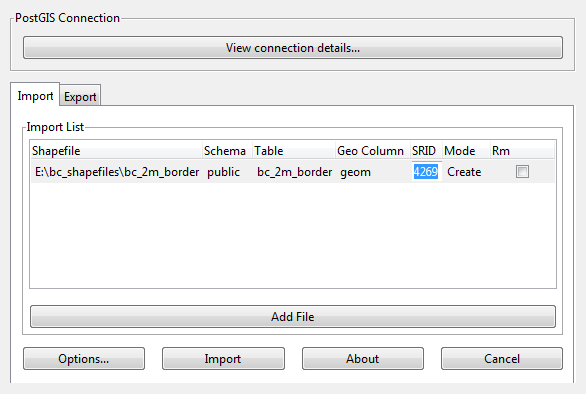 PostGIS Connection
View connection details...
Import Export
Import List
Shapefile Schema Table Geo Column SRID Mode Rm
E:\bc_shapefiles\bc_2m_border public bc_2m_border geom 4269 Create
Add File
Options... Import About Cancel